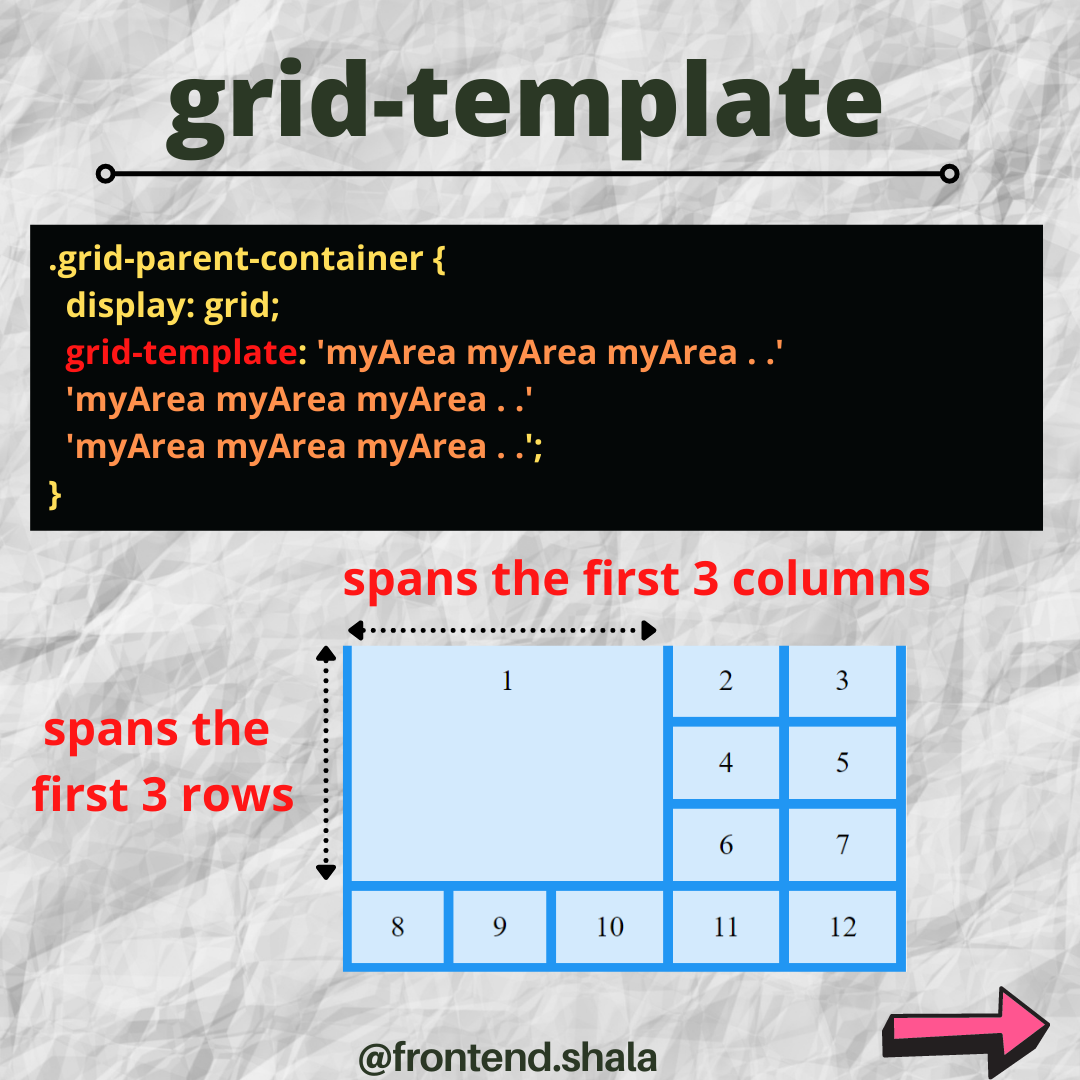 grid-template
.grid-parent-container {
display: grid;
grid-template: 'myArea myArea myArea . .'
'myArea myArea myArea . .'
'myArea myArea myArea . .';
}
spans the first 3 columns
spans the
first 3 rows
1 2 3
4 5
6 7
8 9 10 11 12
@frontend.shala